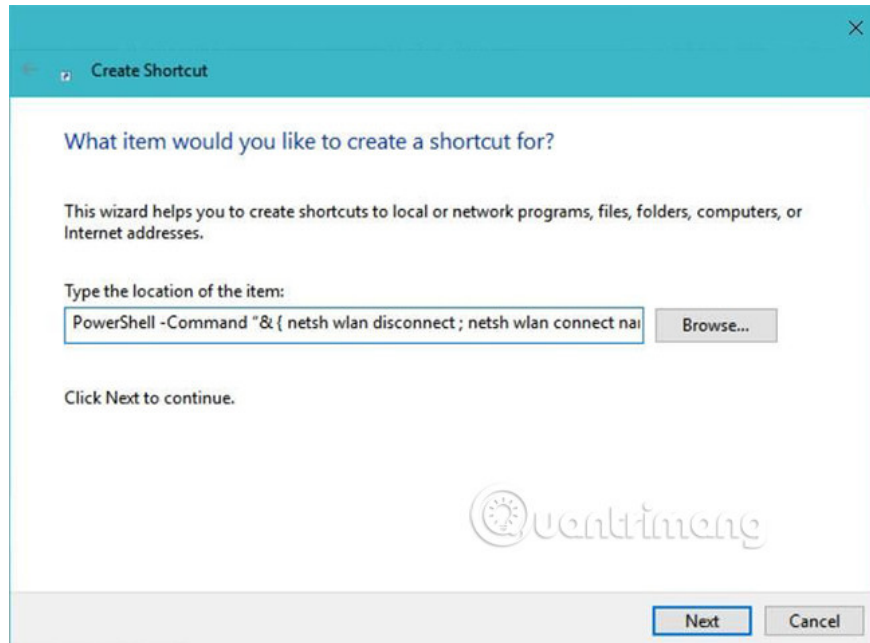 Create Shortcut
What item would you like to create a shortcut for?
This wizard helps you to create shortcuts to local or network programs, files, folders, computers, or
Internet addresses.
Type the location of the item:
PowerShell -Command "& { netsh wlan disconnect ; netsh wlan connect nai
Browse...
Click Next to continue.
Quantrimang
Next Cancel